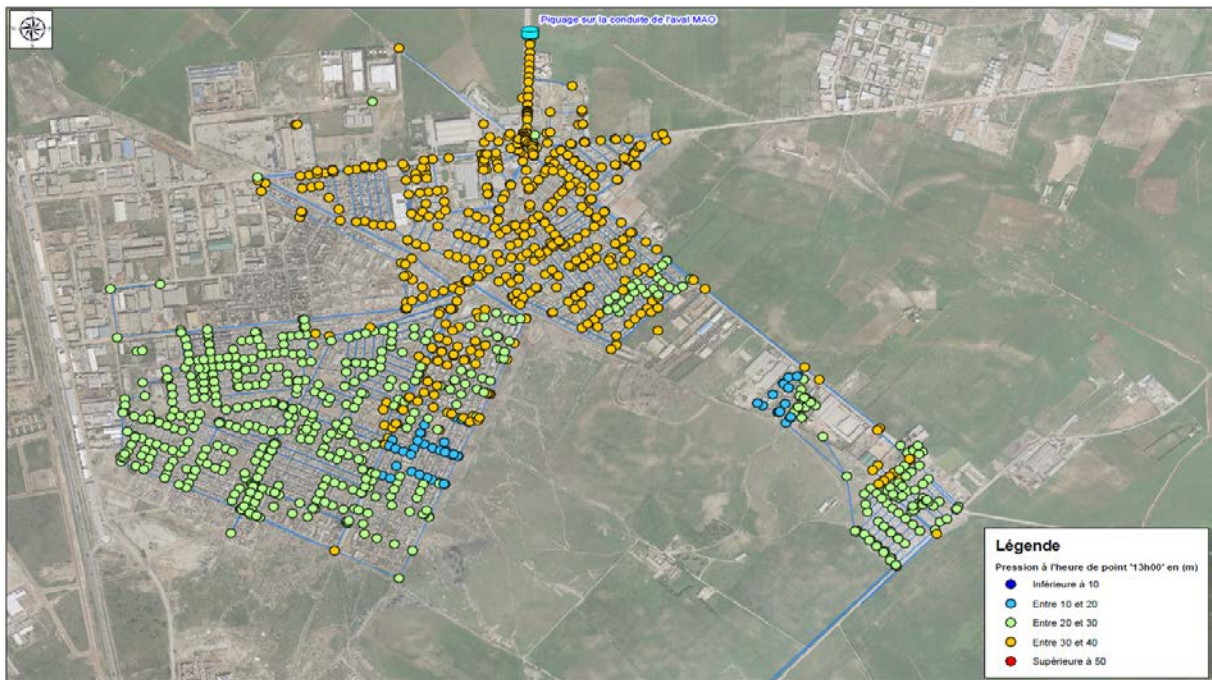 Piquage sur la conduite de l'aval MAO
Légende
Pression à l'heure de point '13h00' en (m)
Inférieure à 10
Entre 10 et 20
Entre 20 et 30
Entre 30 et 40
Supérieure à 50